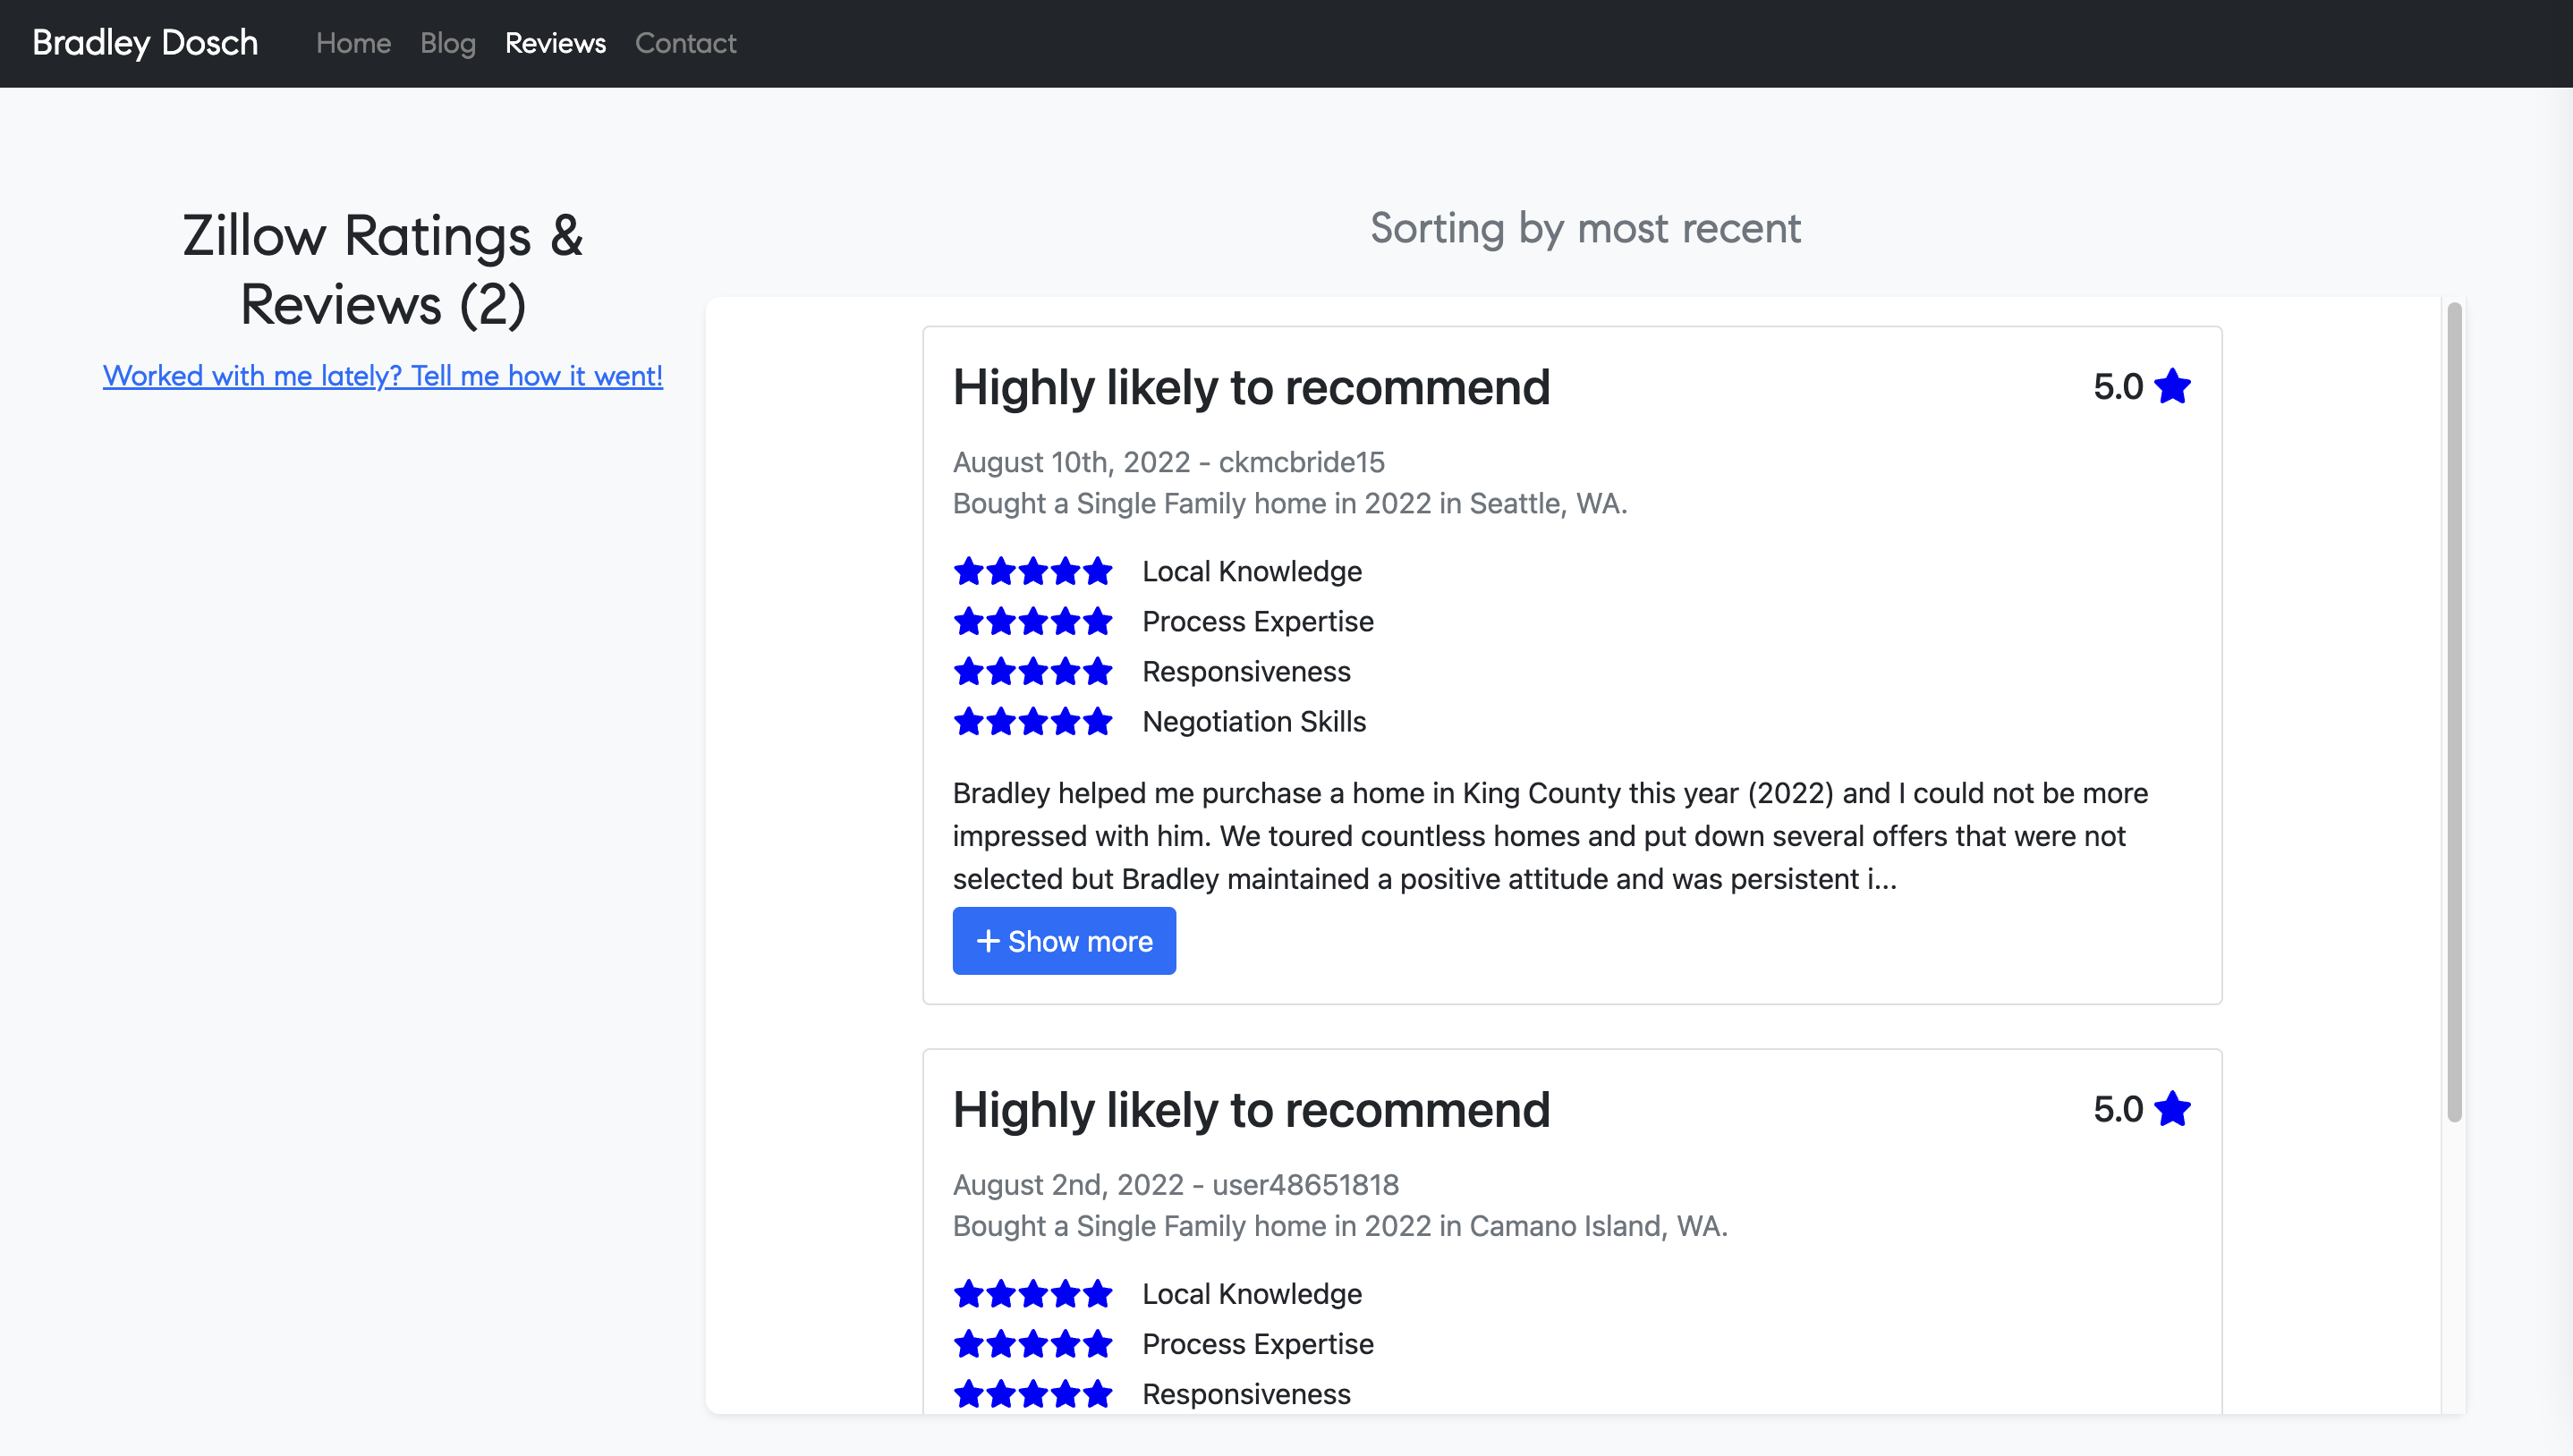 Bradley Dosch Home Blog Reviews Contact
Zillow Ratings &
Reviews (2)
Worked with me lately? Tell me how it went!
Sorting by most recent
Highly likely to recommend 5.0
August 10th, 2022 - ckmcbride15
Bought a Single Family home in 2022 in Seattle, WA.
Local Knowledge
Process Expertise
Responsiveness
Negotiation Skills
Bradley helped me purchase a home in King County this year (2022) and I could not be more
impressed with him. We toured countless homes and put down several offers that were not
selected but Bradley maintained a positive attitude and was persistent i...
+ Show more
Highly likely to recommend 5.0
August 2nd, 2022 - user48651818
Bought a Single Family home in 2022 in Camano Island, WA.
Local Knowledge
Process Expertise
Responsiveness